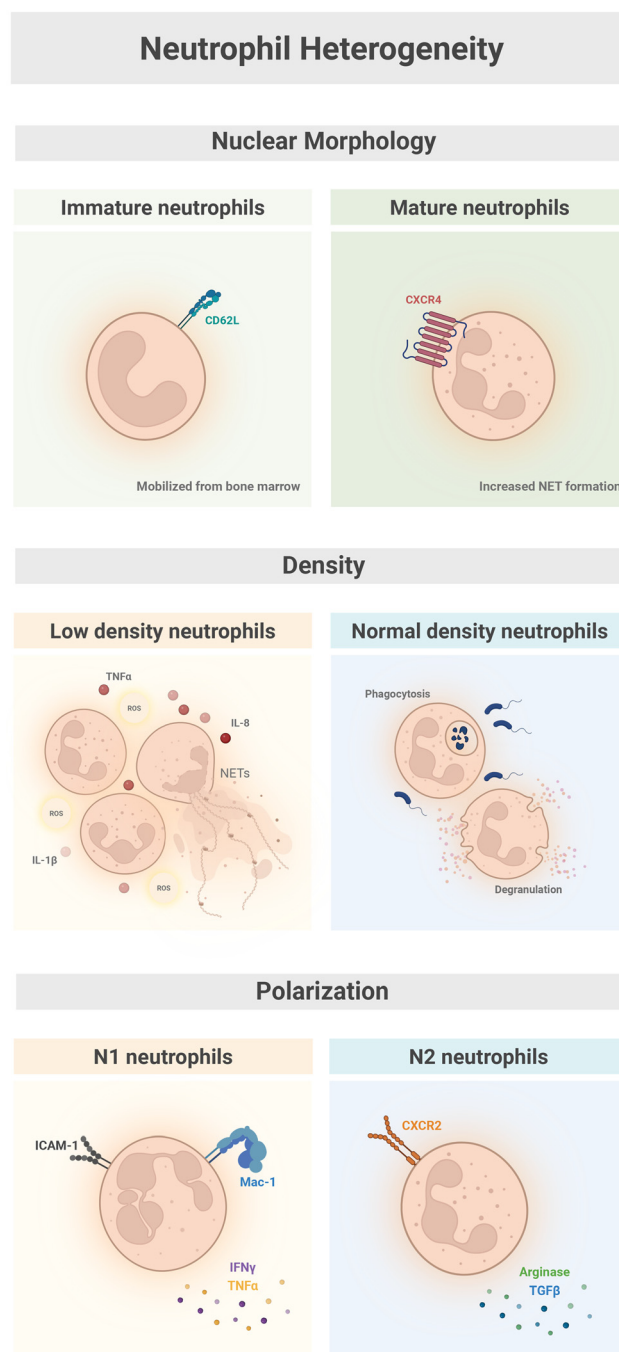 Neutrophil Heterogeneity
Nuclear Morphology
Immature neutrophils
CD62L
Mobilized from bone marrow
Mature neutrophils
CXCR4
Increased NET formation
Density
Low density neutrophils
TNFα
ROS
IL-8
NETs
ROS
IL-1β
ROS
Normal density neutrophils
Phagocytosis
Degranulation
Polarization
N1 neutrophils
ICAM-1
Mac-1
IFNγ
TNFα
N2 neutrophils
CXCR2
Arginase
TGFβ